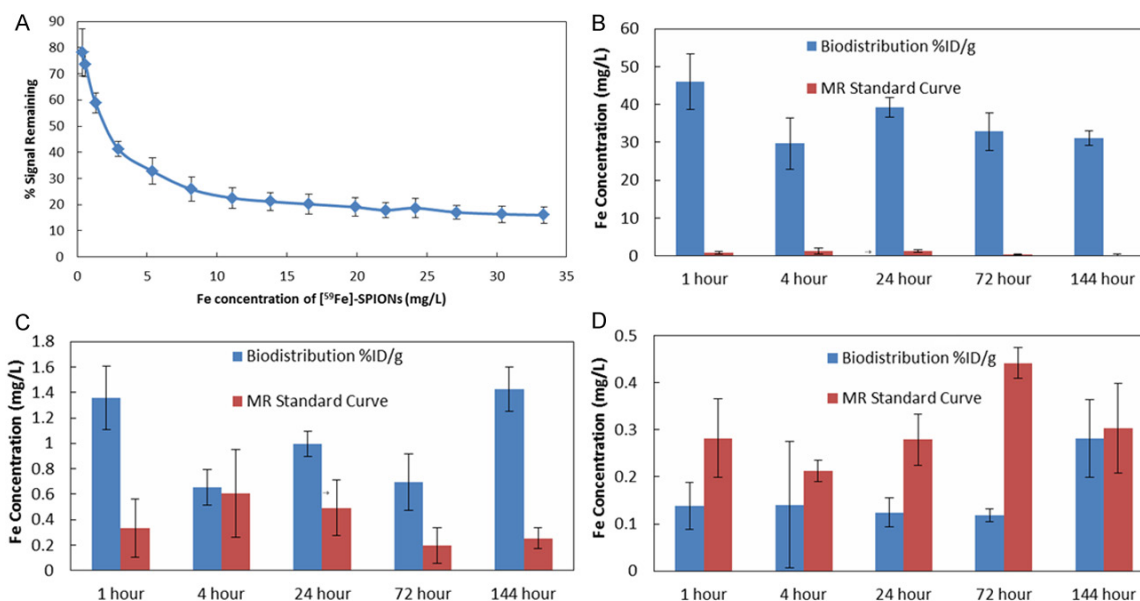 A
90
80
70
60
50
40
30
20
10
0
% Signal Remaining
0 5 10 15 20 25 30 35
Fe concentration of [⁵⁹Fe]-SPIONs (mg/L)
B
60
50
40
30
20
10
0
Fe Concentration (mg/L)
Biodistribution %ID/g
MR Standard Curve
1 hour 4 hour 24 hour 72 hour 144 hour
C
1.8
1.6
1.4
1.2
1
0.8
0.6
0.4
0.2
0
Fe Concentration (mg/L)
Biodistribution %ID/g
MR Standard Curve
1 hour 4 hour 24 hour 72 hour 144 hour
D
0.5
0.4
0.3
0.2
0.1
0
Fe Concentration (mg/L)
Biodistribution %ID/g
MR Standard Curve
1 hour 4 hour 24 hour 72 hour 144 hour